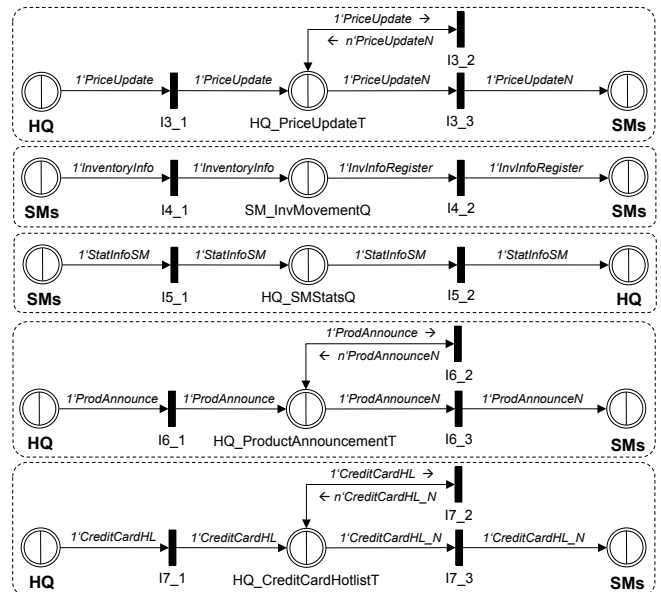 1'PriceUpdate →
← n'PriceUpdateN
I3_2
1'PriceUpdate 1'PriceUpdate 1'PriceUpdateN 1'PriceUpdateN
HQ I3_1 HQ_PriceUpdateT I3_3 SMs
1'InventoryInfo 1'InventoryInfo 1'InvInfoRegister 1'InvInfoRegister
SMs I4_1 SM_InvMovementQ I4_2 SMs
1'StatInfoSM 1'StatInfoSM 1'StatInfoSM 1'StatInfoSM
SMs I5_1 HQ_SMStatsQ I5_2 HQ
1'ProdAnnounce →
← n'ProdAnnounceN
I6_2
1'ProdAnnounce 1'ProdAnnounce 1'ProdAnnounceN 1'ProdAnnounceN
HQ I6_1 HQ_ProductAnnouncementT I6_3 SMs
1'CreditCardHL →
← n'CreditCardHL_N
I7_2
1'CreditCardHL 1'CreditCardHL 1'CreditCardHL_N 1'CreditCardHL_N
HQ I7_1 HQ_CreditCardHotlistT I7_3 SMs